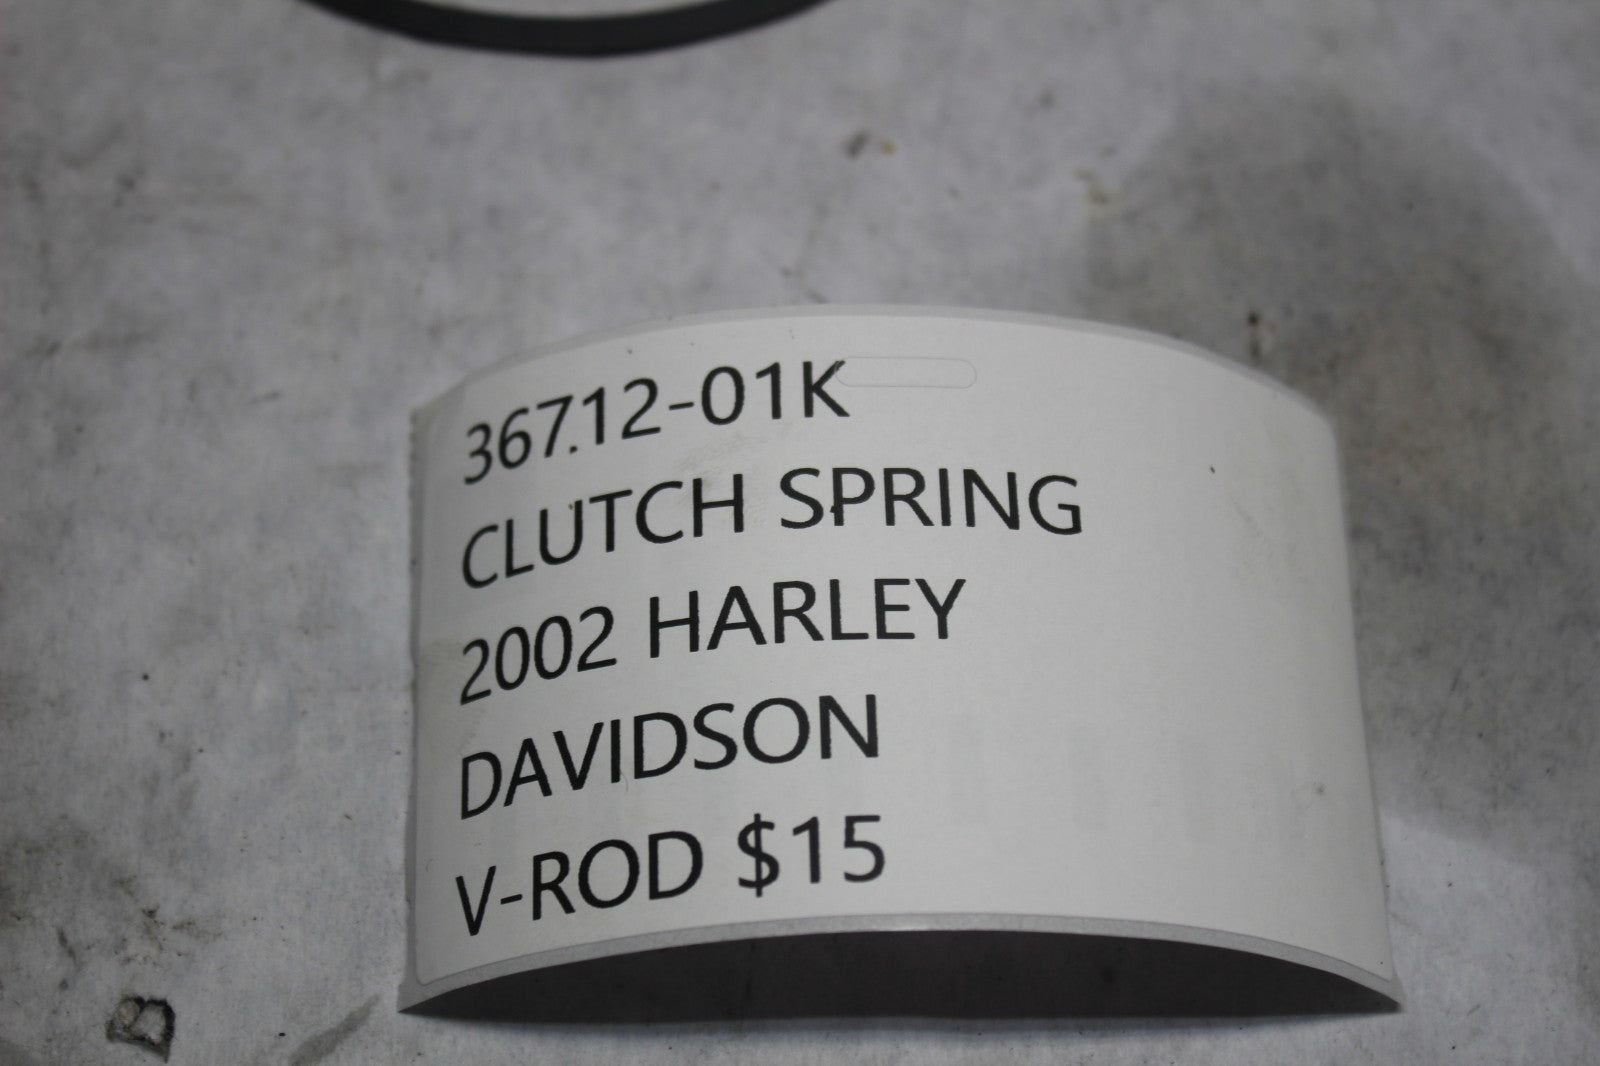 36712-01K
CLUTCH SPRING
2002 HARLEY
DAVIDSON
V-ROD $15